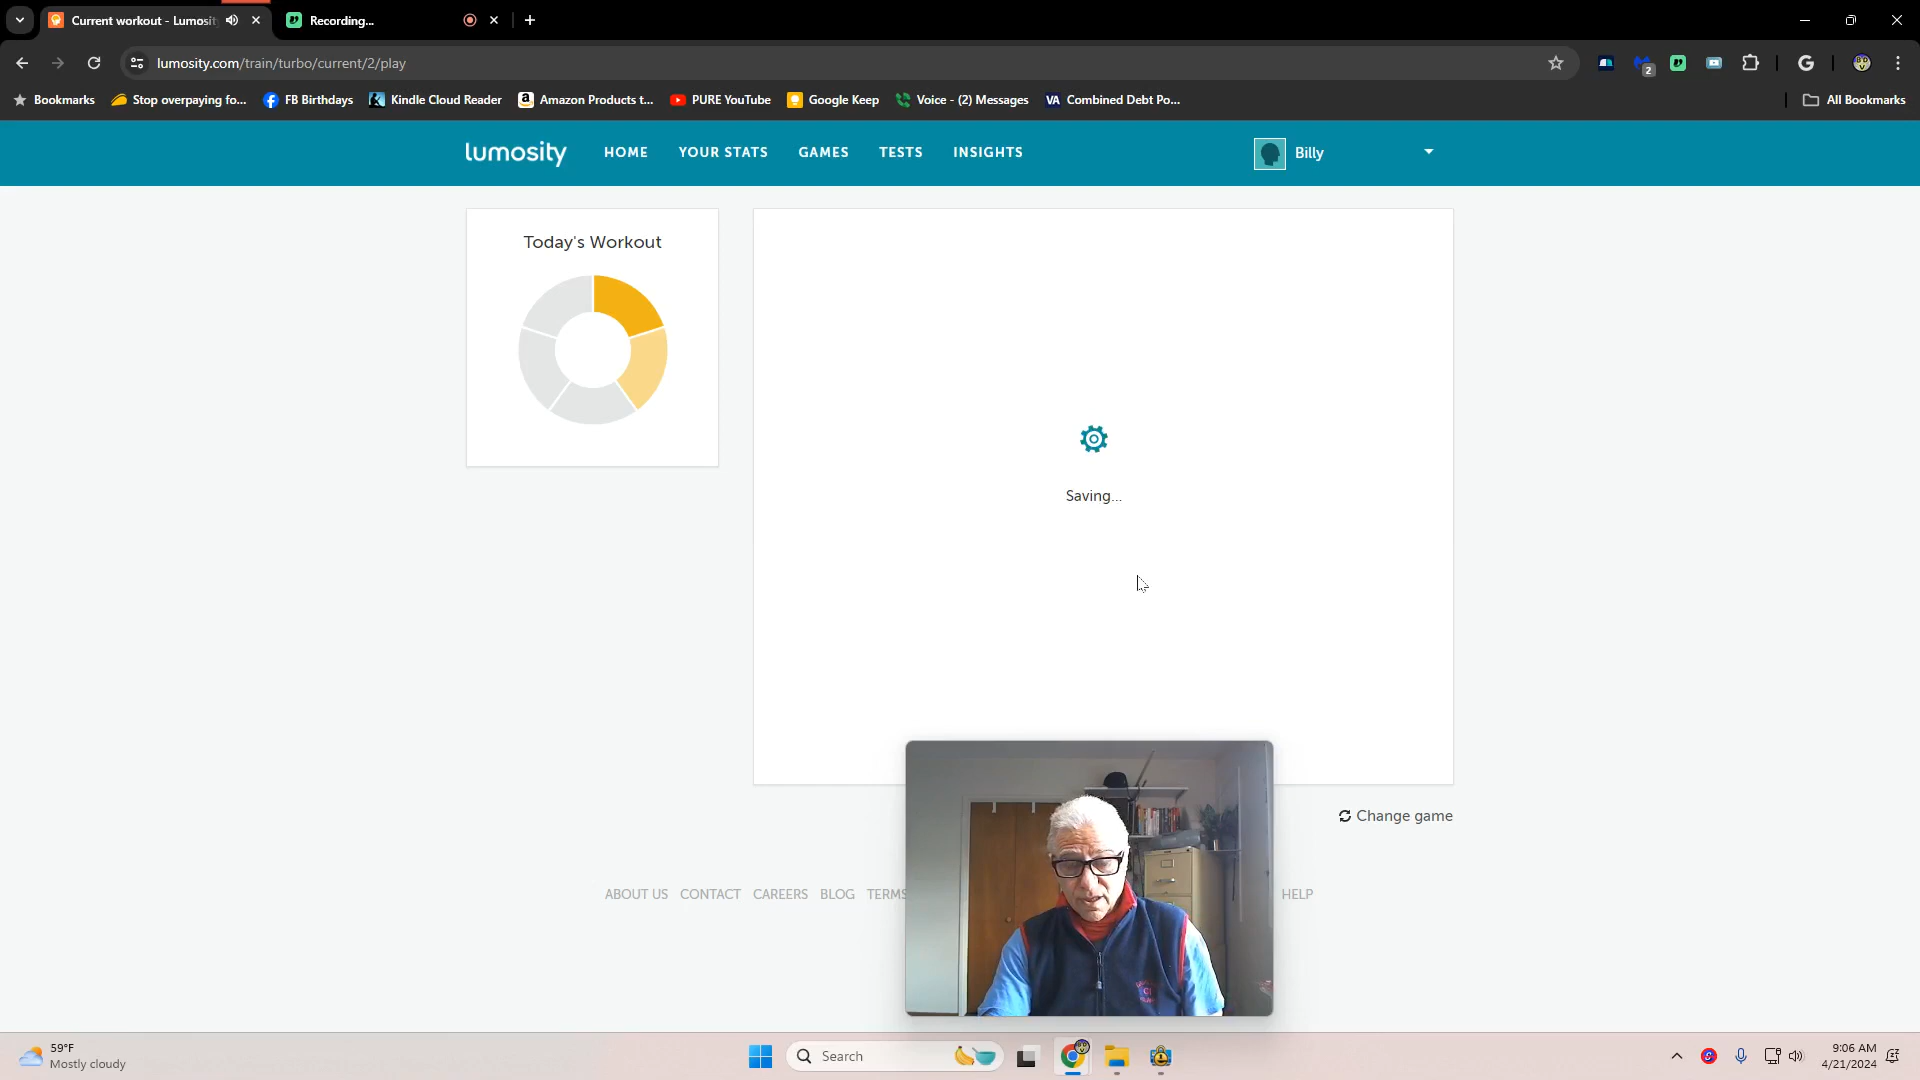 Current workout - Lumosit
Recording...
lumosity.com/train/turbo/current/2/play
2
Bookmarks
Stop overpaying fo...
FB Birthdays
Kindle Cloud Reader
Amazon Products t...
PURE YouTube
Google Keep
Voice - (2) Messages
VA Combined Debt Po...
All Bookmarks
lumosity
HOME
YOUR STATS
GAMES
TESTS
INSIGHTS
Billy
Today's Workout
Saving...
Change game
ABOUT US
CONTACT
CAREERS
BLOG
TERMS
HELP
59°F
Mostly cloudy
Search
9:06 AM
4/21/2024